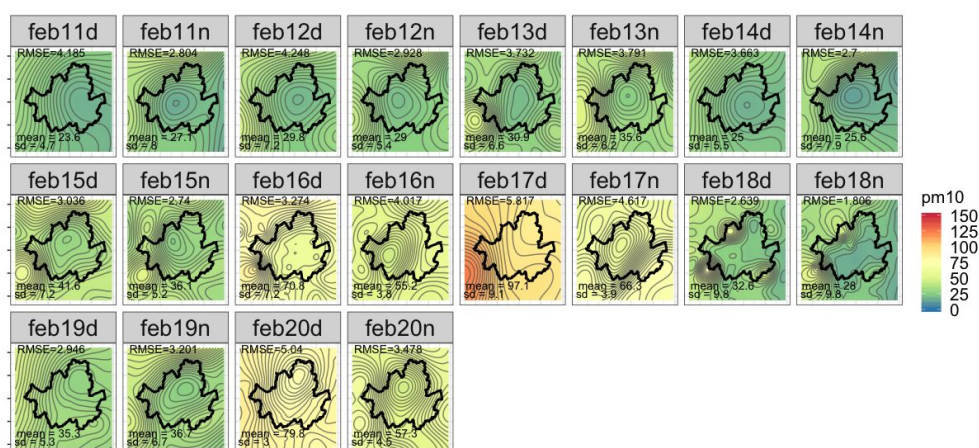 feb11d feb11n feb12d feb12n feb13d feb13n feb14d feb14n
RMSE=4.185 RMSE=2.804 RMSE=4.248 RMSE=2.928 RMSE=3.732 RMSE=3.791 RMSE=3.663 RMSE=2.7
mean = 23.6 mean = 27.1 mean = 29.8 mean = 29 mean = 30.9 mean = 35.6 mean = 25 mean = 25.6
sd = 4.7 sd = 8 sd = 7.2 sd = 5.4 sd = 6.6 sd = 6.2 sd = 5.5 sd = 7.9
feb15d feb15n feb16d feb16n feb17d feb17n feb18d feb18n
RMSE=3.036 RMSE=2.74 RMSE=3.274 RMSE=4.017 RMSE=5.817 RMSE=4.617 RMSE=2.639 RMSE=1.806
mean = 41.6 mean = 36.1 mean = 70.8 mean = 55.2 mean = 97.1 mean = 66.3 mean = 32.6 mean = 28
sd = 7.2 sd = 5.2 sd = 7.2 sd = 3.8 sd = 9.1 sd = 3.9 sd = 9.8 sd = 9.8
pm10
150
125
100
75
50
25
0
feb19d feb19n feb20d feb20n
RMSE=2.946 RMSE=3.201 RMSE=5.04 RMSE=3.478
mean = 35.3 mean = 36.7 mean = 79.8 mean = 57.3
sd = 5.3 sd = 6.7 sd = 3 sd = 4.5